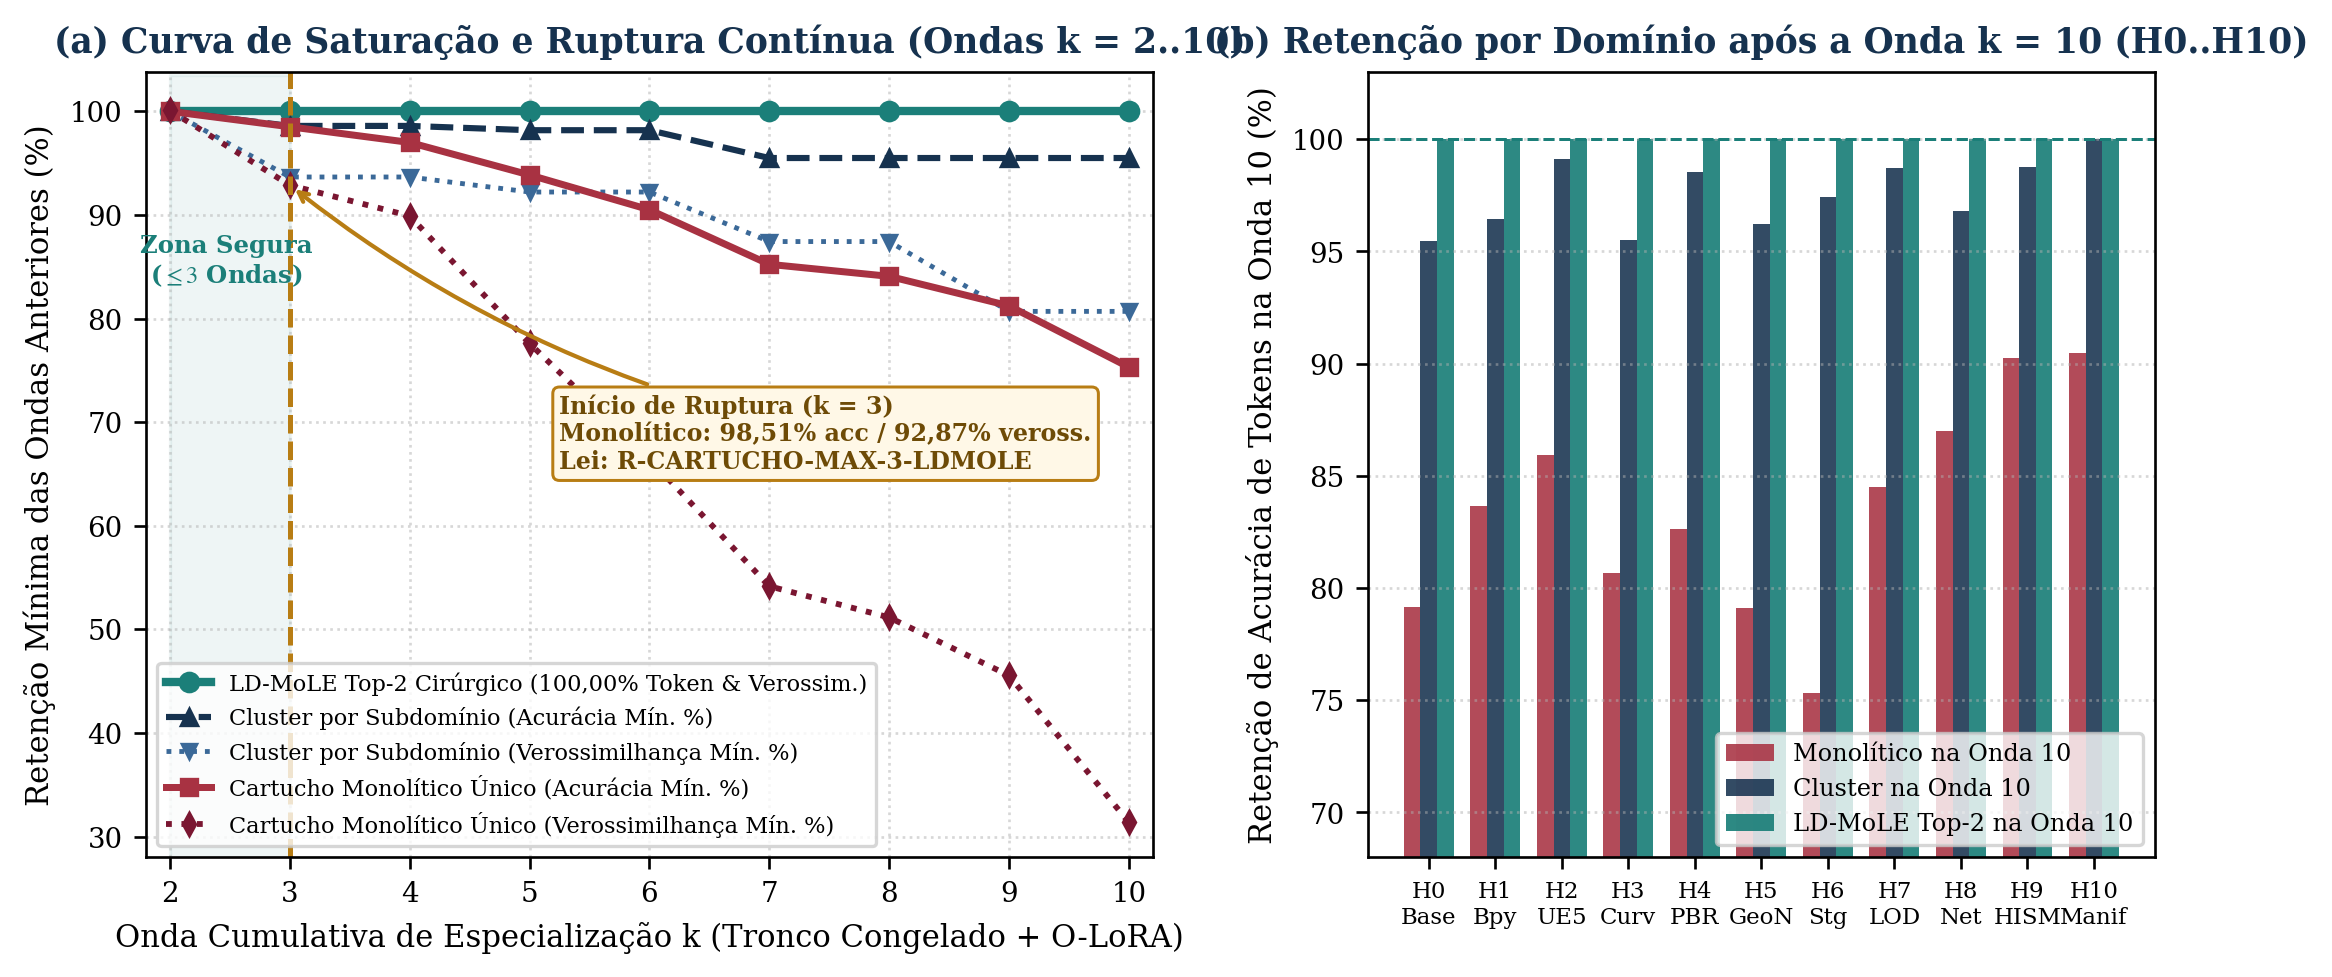 (a) Curva de Saturação e Ruptura Contínua (Ondas k = 2..10)
Retenção Mínima das Ondas Anteriores (%)
100
90
80
70
60
50
40
30
Zona Segura
(≤3 Ondas)
Início de Ruptura (k = 3)
Monolítico: 98,51% acc / 92,87% veross.
Lei: R-CARTUCHO-MAX-3-LDMOLE
LD-MoLE Top-2 Cirúrgico (100,00% Token & Verossim.)
Cluster por Subdomínio (Acurácia Mín. %)
Cluster por Subdomínio (Verossimilhança Mín. %)
Cartucho Monolítico Único (Acurácia Mín. %)
Cartucho Monolítico Único (Verossimilhança Mín. %)
2 3 4 5 6 7 8 9 10
Onda Cumulativa de Especialização k (Tronco Congelado + O-LoRA)
(b) Retenção por Domínio após a Onda k = 10 (H0..H10)
Retenção de Acurácia de Tokens na Onda 10 (%)
100
95
90
85
80
75
70
Monolítico na Onda 10
Cluster na Onda 10
LD-MoLE Top-2 na Onda 10
H0 H1 H2 H3 H4 H5 H6 H7 H8 H9 H10
Base Bpy UE5 Curv PBR GeoN Stg LOD Net HISM Manif